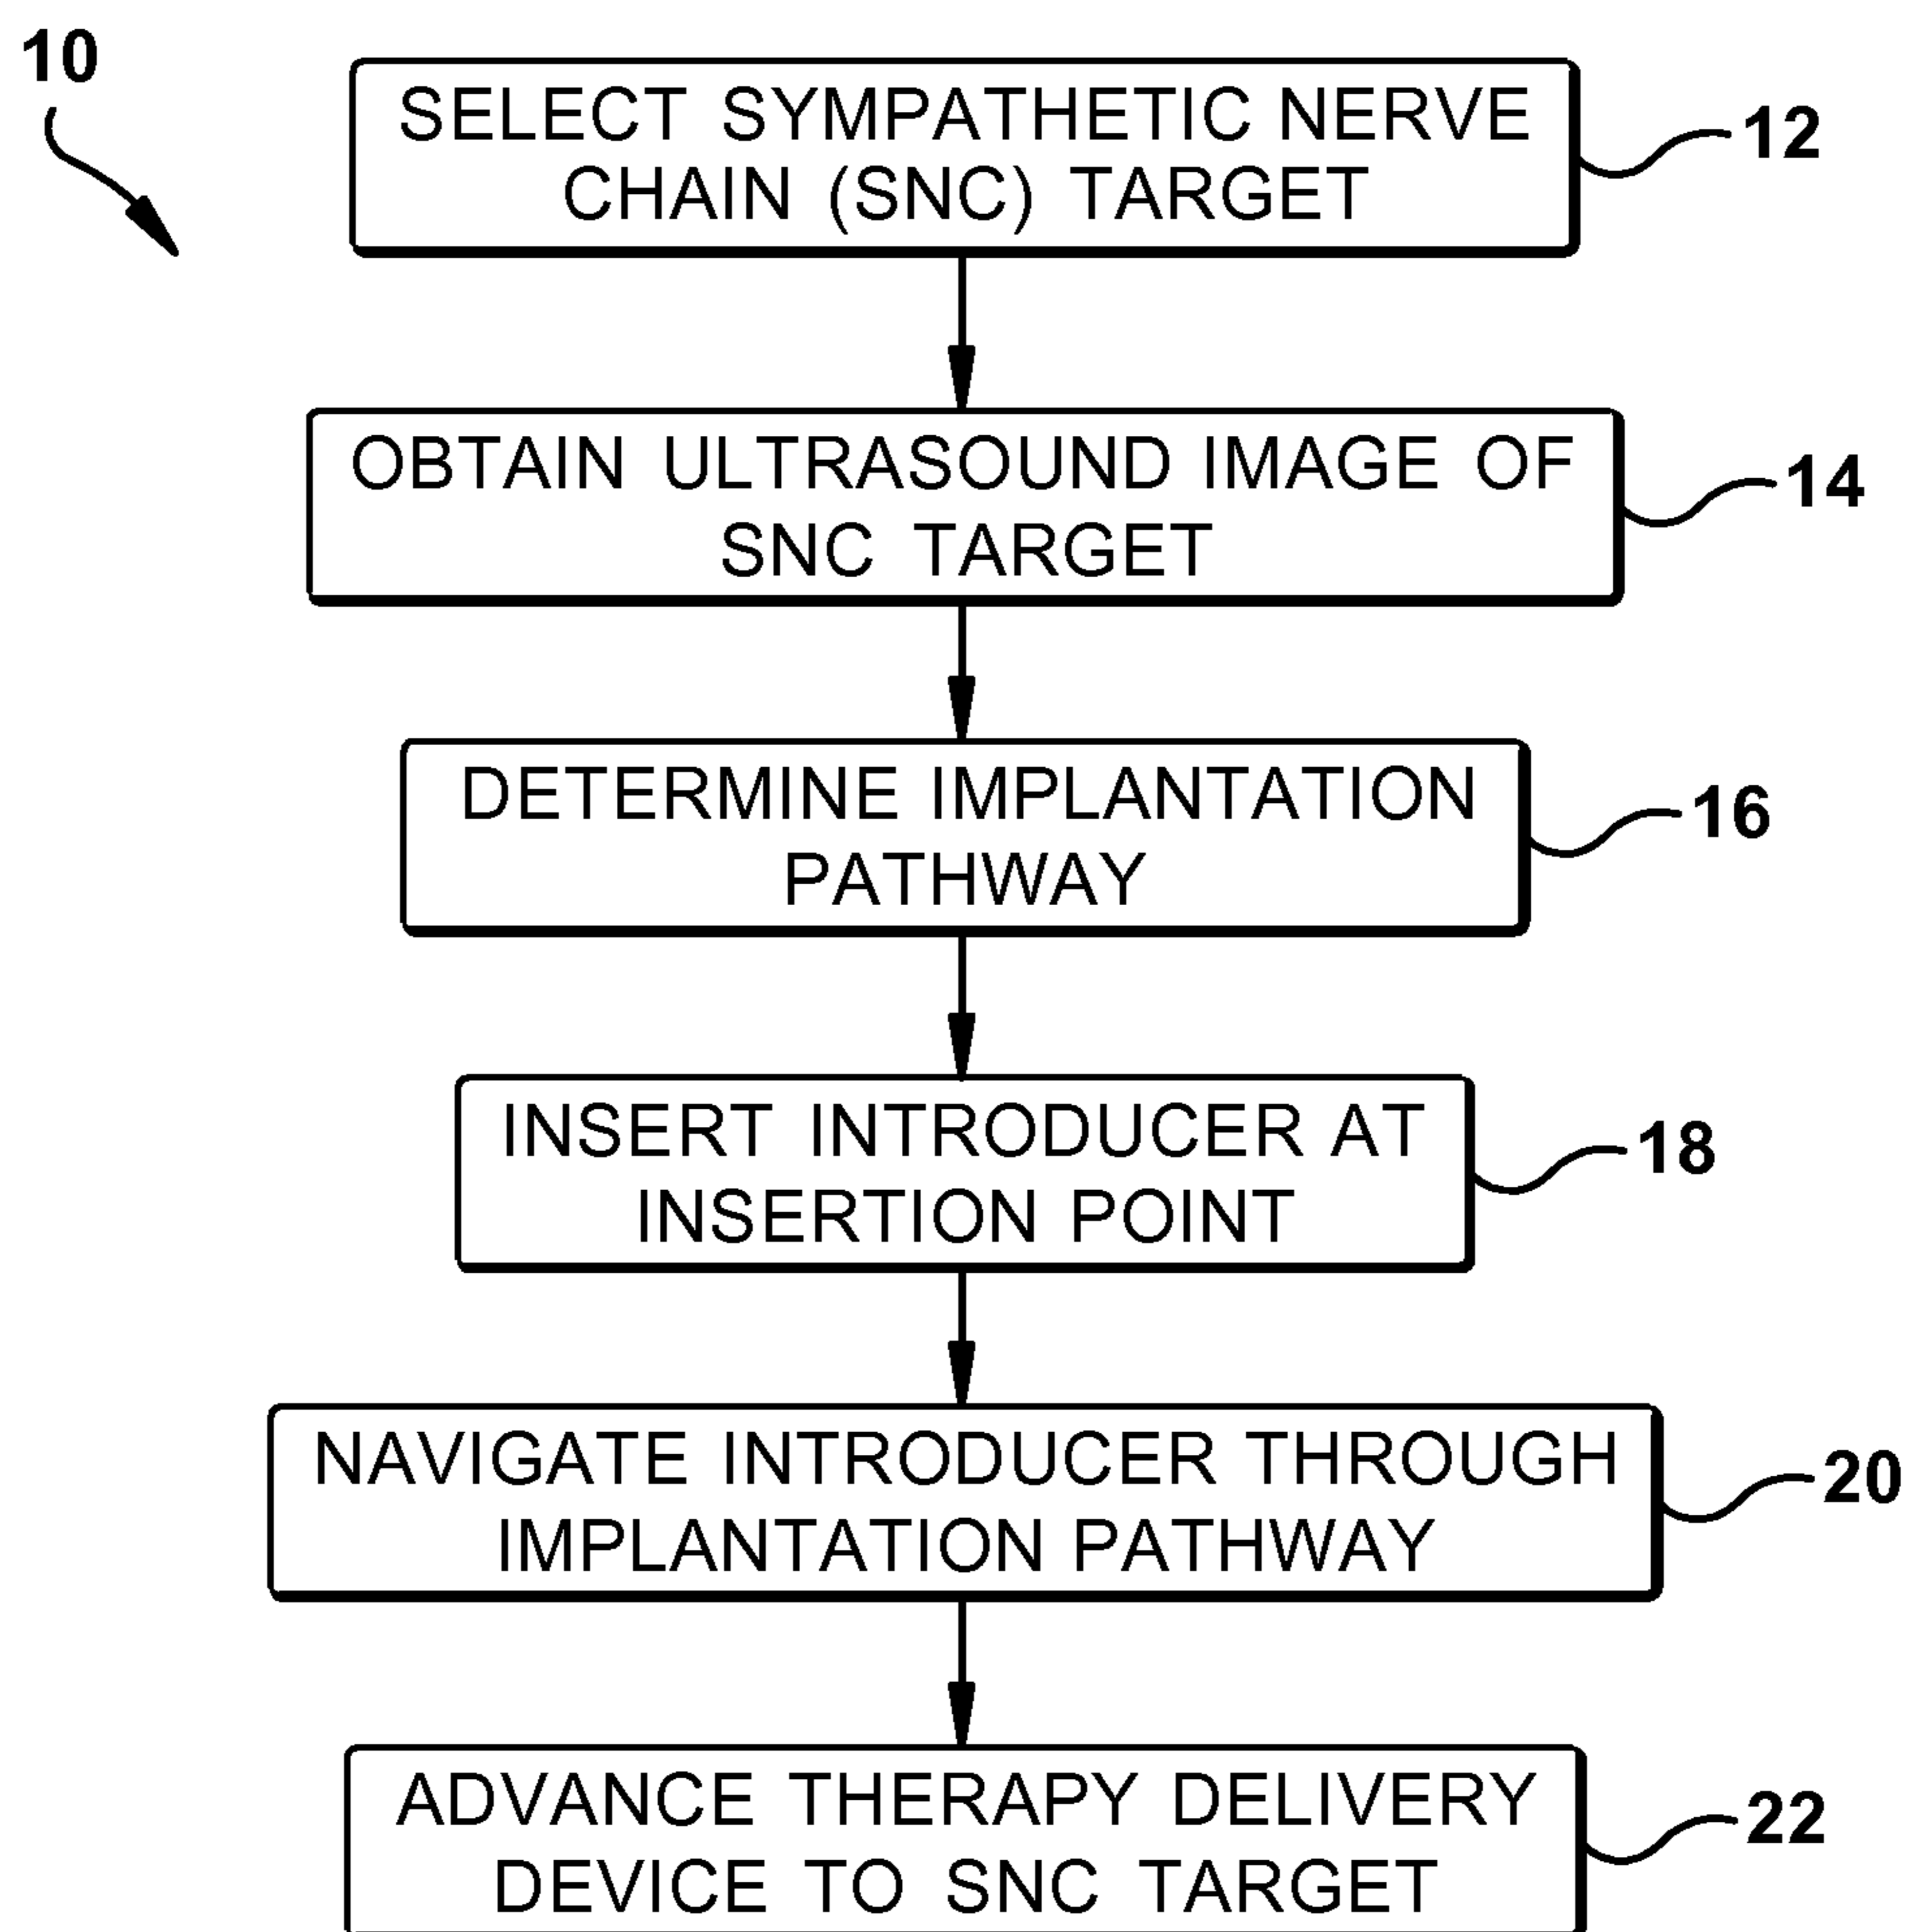 10
SELECT SYMPATHETIC NERVE
CHAIN (SNC) TARGET
12
OBTAIN ULTRASOUND IMAGE OF
SNC TARGET
14
DETERMINE IMPLANTATION
PATHWAY
16
INSERT INTRODUCER AT
INSERTION POINT
18
NAVIGATE INTRODUCER THROUGH
IMPLANTATION PATHWAY
20
ADVANCE THERAPY DELIVERY
DEVICE TO SNC TARGET
22